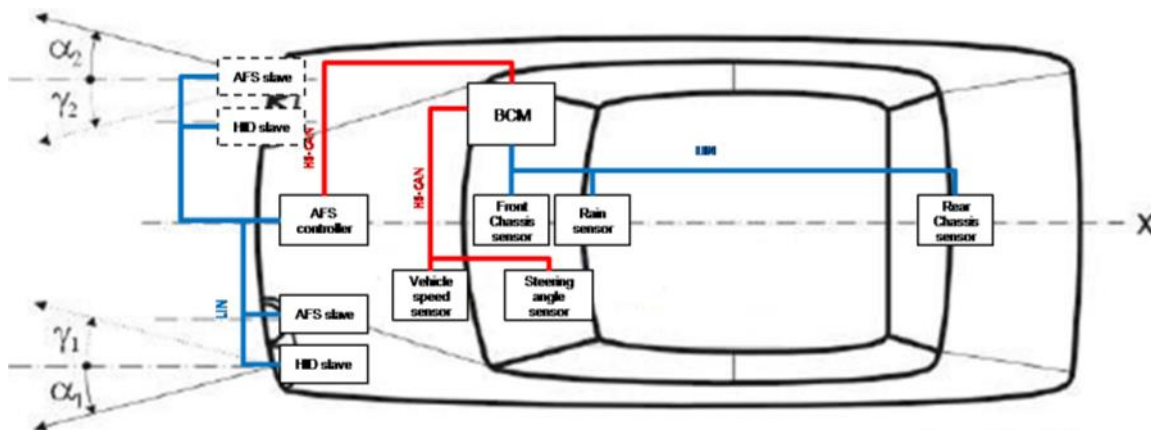 α2
γ2
AFS slave
HID slave
HS-CAN
BCM
HS-CAN
LIN
AFS
controller
Front
Chassis
sensor
Rain
sensor
Rear
Chassis
sensor
X
Vehicle
speed
sensor
Steering
angle
sensor
LIN
AFS slave
HID slave
γ1
α1